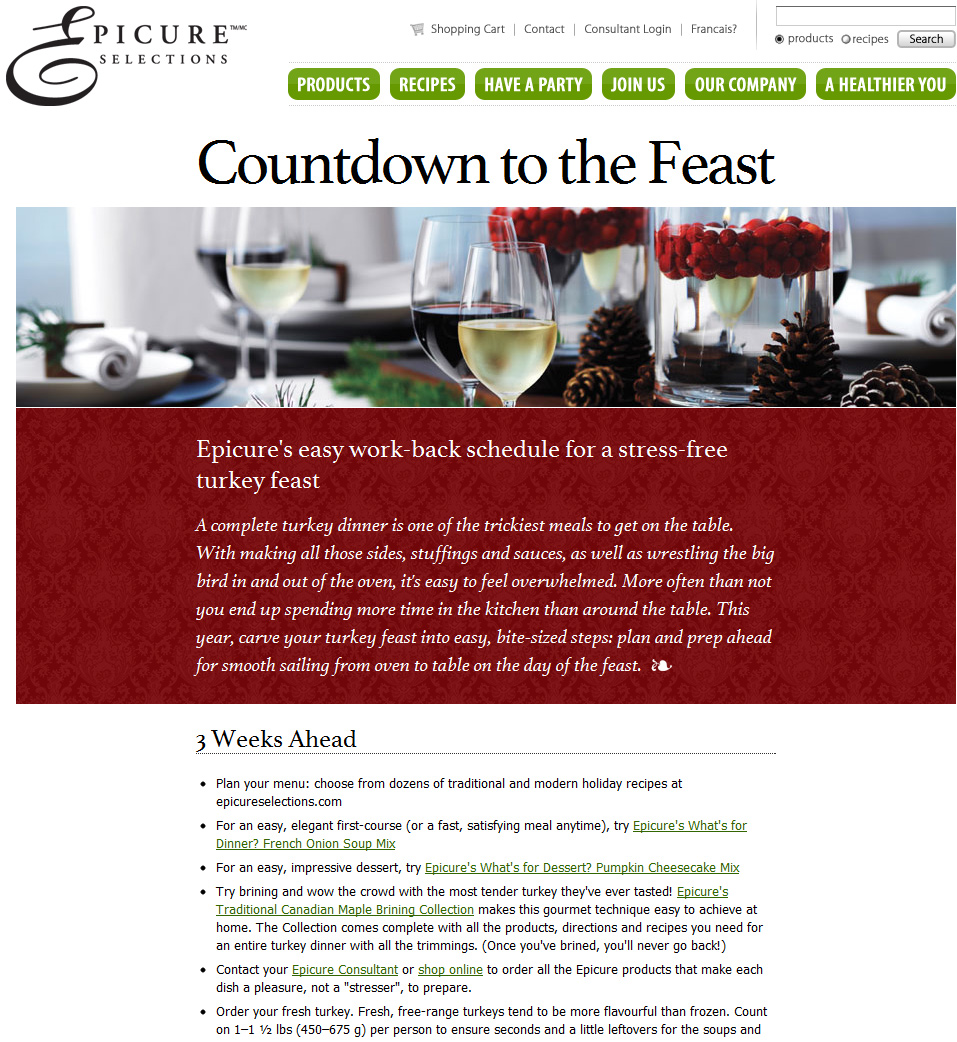 EPICURE™/MC
SELECTIONS
Shopping Cart | Contact | Consultant Login | Francais?
products recipes Search
PRODUCTS RECIPES HAVE A PARTY JOIN US OUR COMPANY A HEALTHIER YOU
Countdown to the Feast
Epicure's easy work-back schedule for a stress-free
turkey feast
A complete turkey dinner is one of the trickiest meals to get on the table.
With making all those sides, stuffings and sauces, as well as wrestling the big
bird in and out of the oven, it's easy to feel overwhelmed. More often than not
you end up spending more time in the kitchen than around the table. This
year, carve your turkey feast into easy, bite-sized steps: plan and prep ahead
for smooth sailing from oven to table on the day of the feast.
3 Weeks Ahead
• Plan your menu: choose from dozens of traditional and modern holiday recipes at
epicureselections.com
• For an easy, elegant first-course (or a fast, satisfying meal anytime), try Epicure's What's for
Dinner? French Onion Soup Mix
• For an easy, impressive dessert, try Epicure's What's for Dessert? Pumpkin Cheesecake Mix
• Try brining and wow the crowd with the most tender turkey they've ever tasted! Epicure's
Traditional Canadian Maple Brining Collection makes this gourmet technique easy to achieve at
home. The Collection comes complete with all the products, directions and recipes you need for
an entire turkey dinner with all the trimmings. (Once you've brined, you'll never go back!)
• Contact your Epicure Consultant or shop online to order all the Epicure products that make each
dish a pleasure, not a "stresser", to prepare.
• Order your fresh turkey. Fresh, free-range turkeys tend to be more flavourful than frozen. Count
on 1–1 ½ lbs (450–675 g) per person to ensure seconds and a little leftovers for the soups and